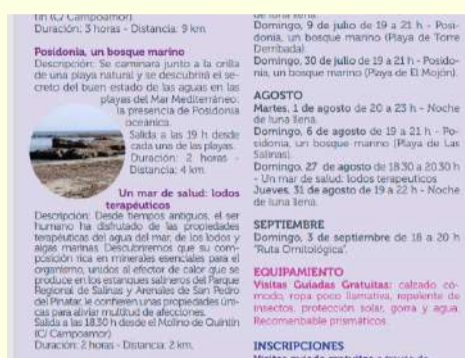 tín (C/ Campoamor).
Duración: 3 horas - Distancia: 9 km.
Posidonia, un bosque marino
Descripción: Se caminará junto a la orilla
de una playa natural y se descubrirá el se-
creto del buen estado de las aguas en las
playas del Mar Mediterráneo:
la presencia de Posidonia
oceánica.
Salida a las 19 h desde
cada una de las playas.
Duración: 2 horas -
Distancia: 4 km.
Un mar de salud: lodos
terapéuticos
Descripción: Desde tiempos antiguos, el ser
humano ha disfrutado de las propiedades
terapéuticas del agua del mar, de los lodos y
algas marinas. Descubriremos que su com-
posición rica en minerales esenciales para el
organismo, unidos al efector de calor que se
produce en los estanques salineros del Parque
Regional de Salinas y Arenales de San Pedro
del Pinatar, le confieren unas propiedades úni-
cas para aliviar multitud de afecciones.
Salida a las 18.30 h desde el Molino de Quintín
(C/ Campoamor).
Duración: 2 horas - Distancia: 2 km.
de luna llena.
Domingo, 9 de julio de 19 a 21 h - Posi-
donia, un bosque marino (Playa de Torre
Derribada).
Domingo, 30 de julio de 19 a 21 h - Posido-
nia, un bosque marino (Playa de El Mojón).
AGOSTO
Martes, 1 de agosto de 20 a 23 h - Noche
de luna llena.
Domingo, 6 de agosto de 19 a 21 h - Po-
sidonia, un bosque marino (Playa de Las
Salinas).
Domingo, 27 de agosto de 18.30 a 20.30 h
- Un mar de salud: lodos terapéuticos
Jueves, 31 de agosto de 19 a 22 h - Noche
de luna llena.
SEPTIEMBRE
Domingo, 3 de septiembre de 18 a 20 h
"Ruta Ornitológica".
EQUIPAMIENTO
Visitas Guiadas Gratuitas: calzado có-
modo, ropa poco llamativa, repelente de
insectos, protección solar, gorra y agua.
Recomendable prismáticos.
INSCRIPCIONES
Visitas guiada gratuitas a través de